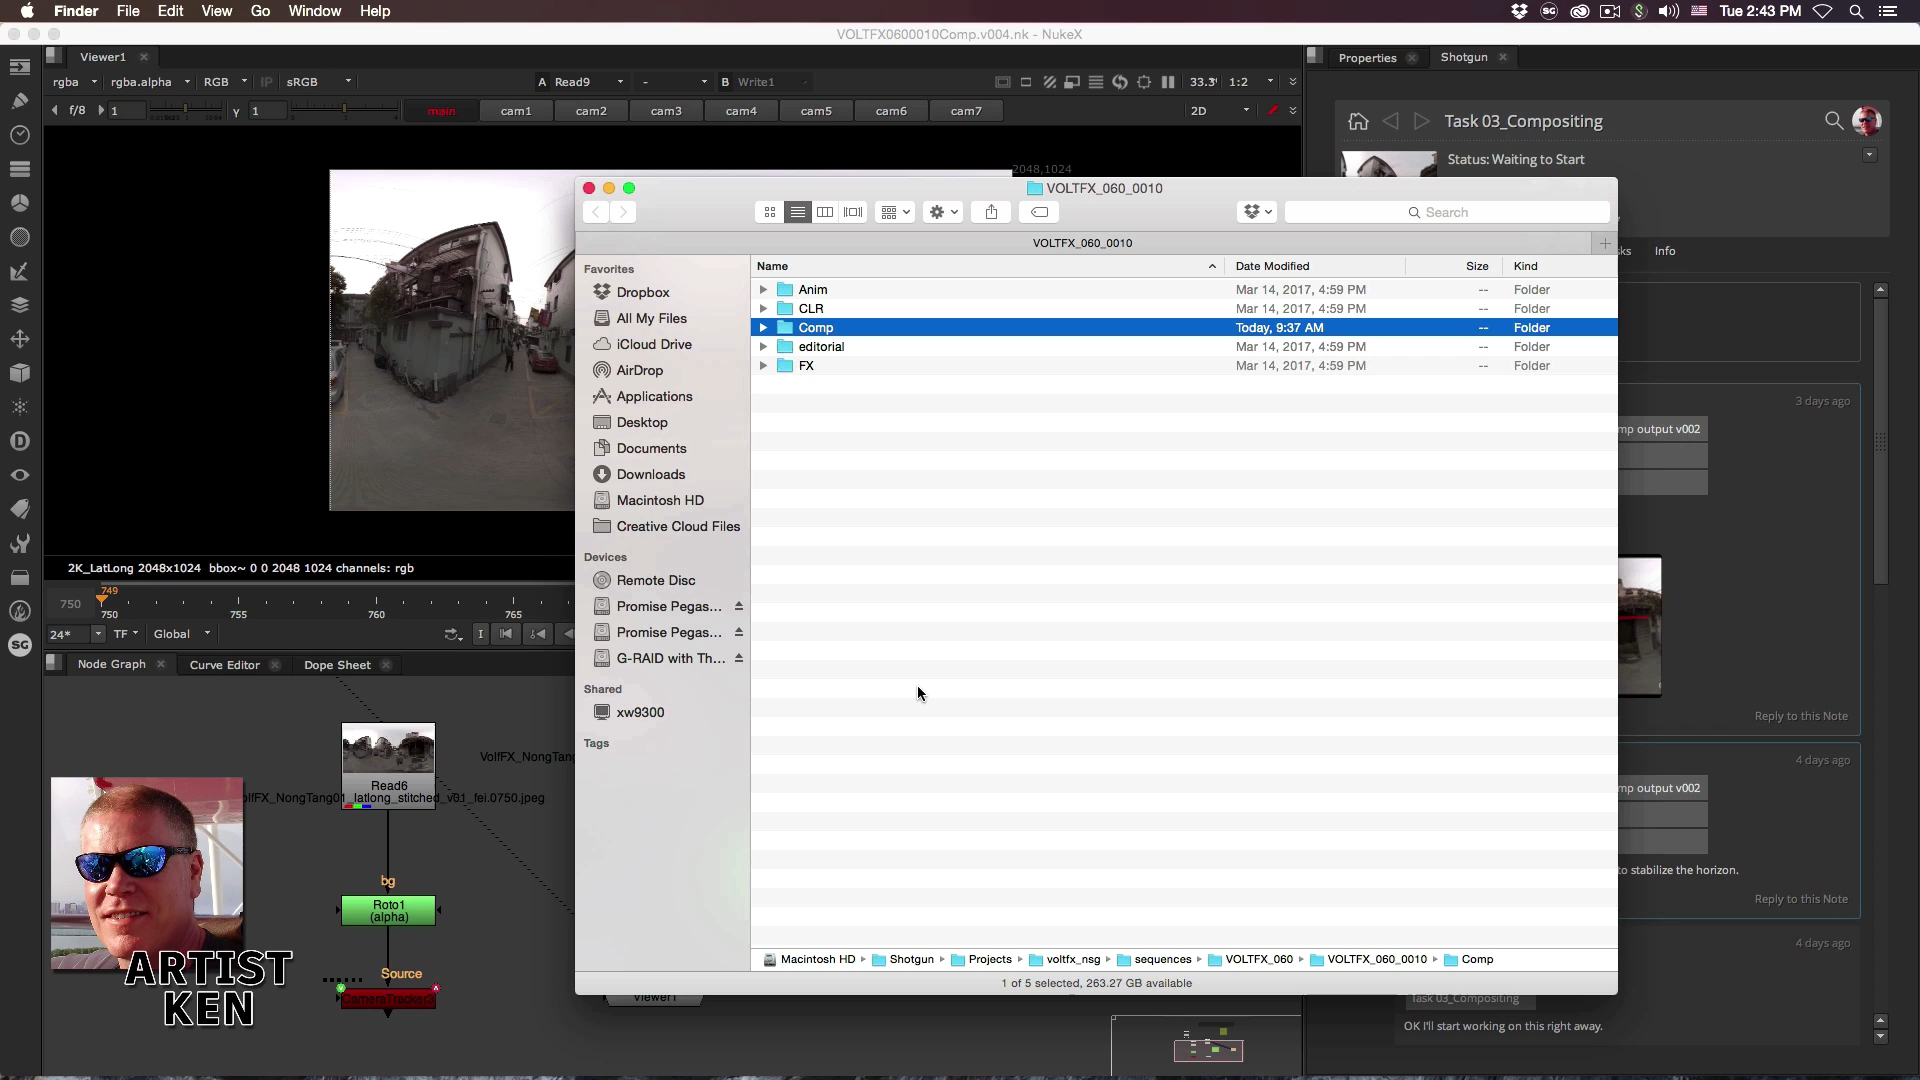 Finder File Edit View Go Window Help
Tue 2:43 PM
VOLTFX0600010Comp.v004.nk - NukeX
Viewer1
Properties
Shotgun
rgba rgba.alpha RGB IP sRGB A Read9 - B Write1 33.3 1:2
f/8 1 γ 1 main cam1 cam2 cam3 cam4 cam5 cam6 cam7 2D
Task 03_Compositing
Status: Waiting to Start
2048,1024
VOLTFX_060_0010
Search
VOLTFX_060_0010
Info
Favorites
Dropbox
All My Files
iCloud Drive
AirDrop
Applications
Desktop
Documents
Downloads
Macintosh HD
Creative Cloud Files
Devices
Remote Disc
Promise Pegas...
Promise Pegas...
G-RAID with Th...
Shared
xw9300
Tags
Name Date Modified Size Kind
Anim Mar 14, 2017, 4:59 PM -- Folder
CLR Mar 14, 2017, 4:59 PM -- Folder
Comp Today, 9:37 AM -- Folder
editorial Mar 14, 2017, 4:59 PM -- Folder
FX Mar 14, 2017, 4:59 PM -- Folder
Macintosh HD Shotgun Projects voltfx_nsg sequences VOLTFX_060 VOLTFX_060_0010 Comp
1 of 5 selected, 263.27 GB available
3 days ago
mp output v002
Reply to this Note
4 days ago
mp output v002
to stabilize the horizon.
Reply to this Note
4 days ago
Task 03_Compositing
OK I'll start working on this right away.
2K_LatLong 2048x1024 bbox~ 0 0 2048 1024 channels: rgb
750 749 750 755 760 765
24* TF Global I
Node Graph Curve Editor Dope Sheet
Read6
bg
Roto1
(alpha)
Source
CameraTracker3
Viewer1
SG
ARTIST
KEN